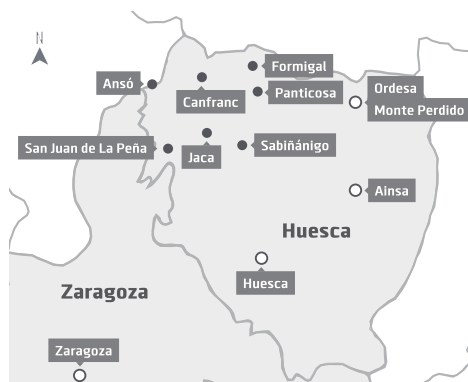 N
Formigal
Ansó
Canfranc
Panticosa
Ordesa
Monte Perdido
San Juan de La Peña
Jaca
Sabiñánigo
Ainsa
Huesca
Huesca
Zaragoza
Zaragoza